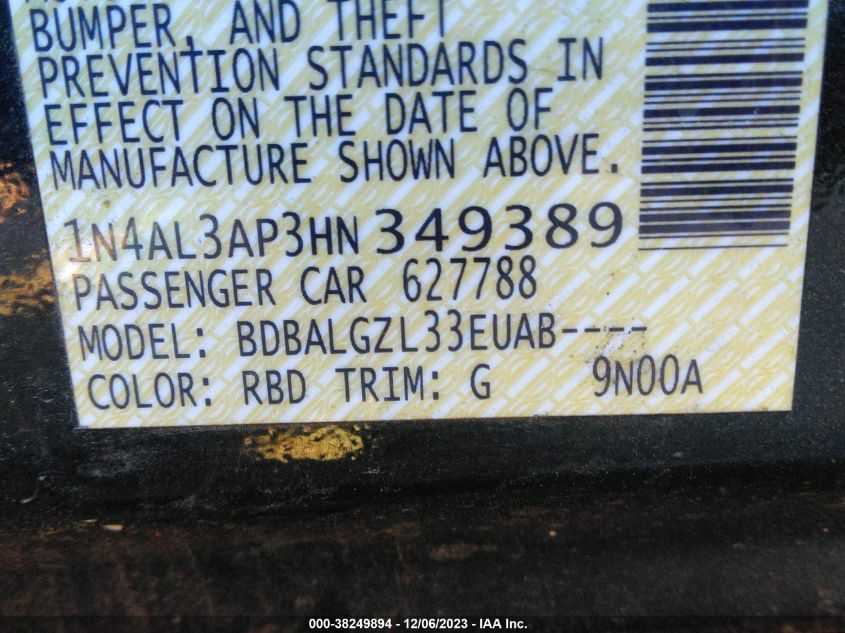 BUMPER, AND THEFT
PREVENTION STANDARDS IN
EFFECT ON THE DATE OF
MANUFACTURE SHOWN ABOVE.
1N4AL3AP3HN349389
PASSENGER CAR 627788
MODEL: BDBALGZL33EUAB----
COLOR: RBD TRIM: G 9N00A
000-38249894 - 12/06/2023 - IAA Inc.